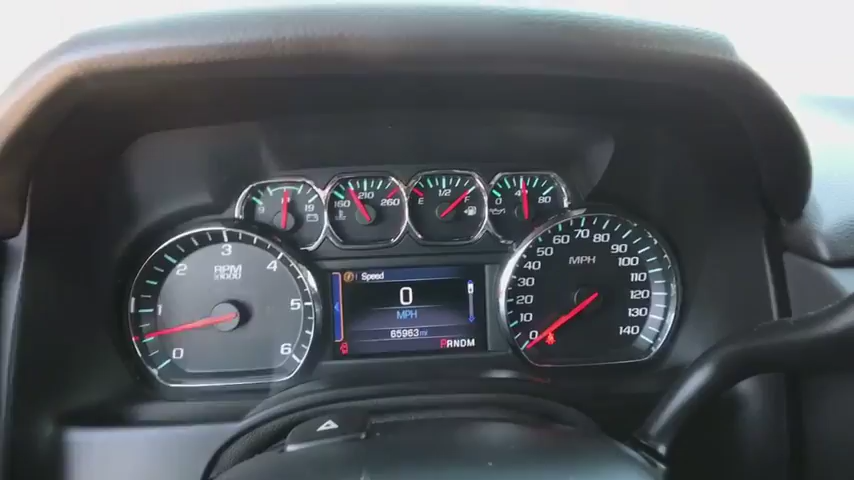 9 19
160 210 260
E 1/2 F
0 40 80
RPM
x1000
0 1 2 3 4 5 6
Speed
0
MPH
65963 mi
PRNDM
MPH
0 10 20 30 40 50 60 70 80 90 100 110 120 130 140